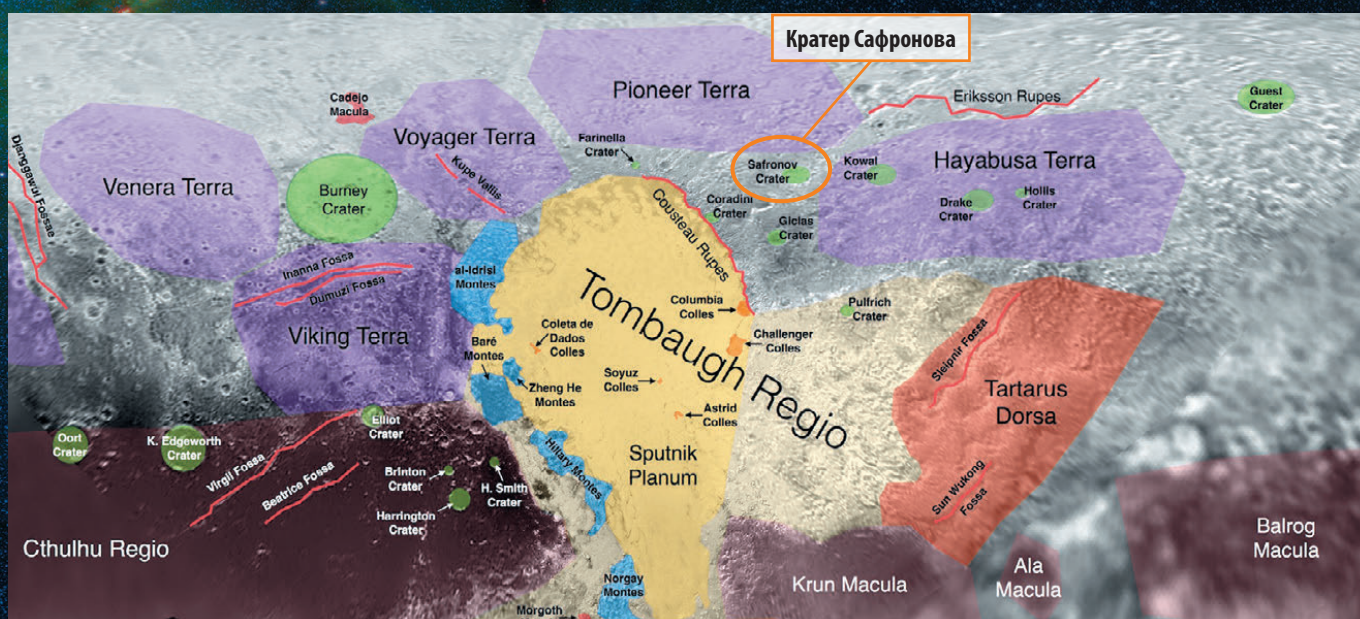 Кратер Сафронова
Pioneer Terra
Eriksson Rupes
Guest
Crater
Cadejo
Macula
Voyager Terra
Farinella
Crater
Safronov
Crater
Kowal
Crater
Hayabusa Terra
Djanggawul Fossae
Venera Terra
Burney
Crater
Kupe Vallis
Cousteau Rupes
Coradini
Crater
Giclas
Crater
Drake
Crater
Hollis
Crater
Inanna Fossa
Dumuzi Fossa
al-Idrisi
Montes
Viking Terra
Tombaugh Regio
Columbia
Colles
Pulfrich
Crater
Coleta de
Dados
Colles
Challenger
Colles
Baré
Montes
Soyuz
Colles
Zheng He
Montes
Astrid
Colles
Sleipnir Fossa
Tartarus
Dorsa
Oort
Crater
K. Edgeworth
Crater
Elliot
Crater
Virgil Fossa
Beatrice Fossa
Brinton
Crater
H. Smith
Crater
Harrington
Crater
Hillary Montes
Sputnik
Planum
Sun Wukong
Fossa
Cthulhu Regio
Norgay
Montes
Morgoth
Krun Macula
Ala
Macula
Balrog
Macula